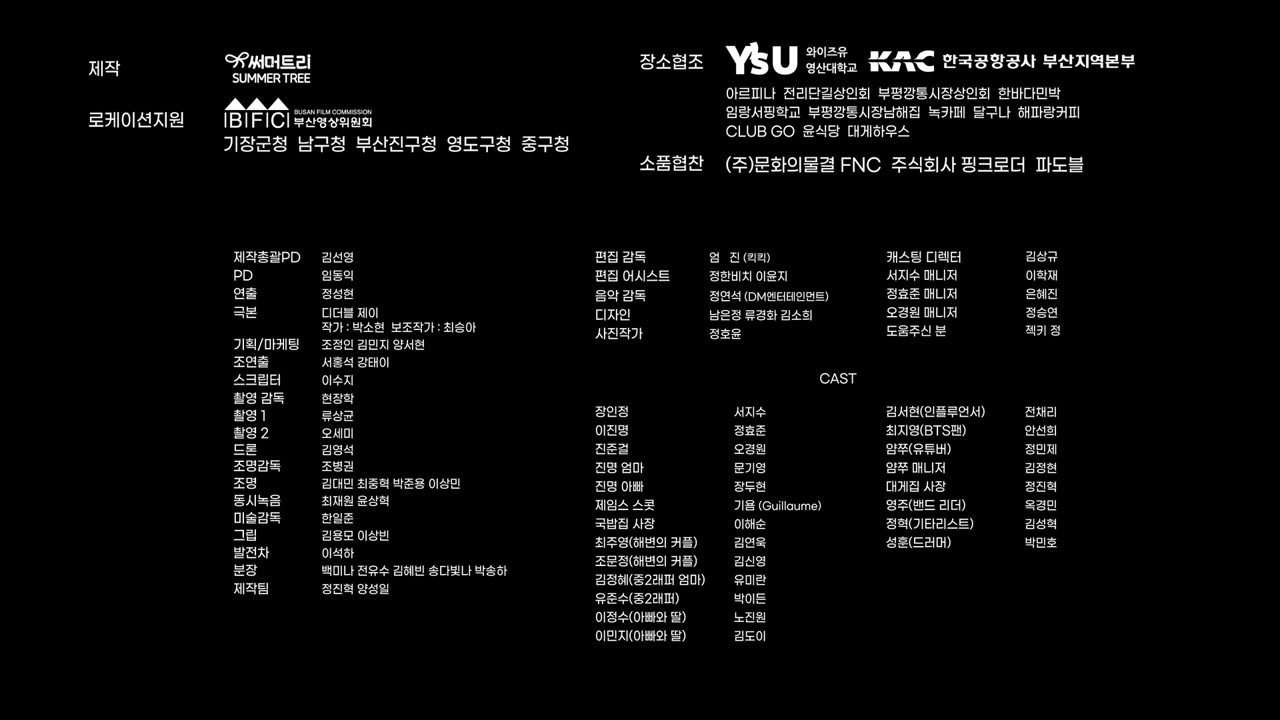 제작 써머트리 SUMMER TREE
로케이션지원 BFC BUSAN FILM COMMISSION 부산영상위원회
기장군청 남구청 부산진구청 영도구청 중구청
장소협조 YsU 와이즈유 영산대학교 KAC 한국공항공사 부산지역본부
아르피나 전리단길상인회 부평깡통시장상인회 한바다민박
임랑서핑학교 부평깡통시장남해집 녹카페 달구나 해파랑커피
CLUB GO 윤식당 대게하우스
소품협찬 (주)문화의물결 FNC 주식회사 핑크로더 파도블
제작총괄PD 김선영
PD 임동익
연출 정성현
극본 디더블 제이
작가 : 박소현 보조작가 : 최승아
기획/마케팅 조정인 김민지 양서현
조연출 서홍석 강태이
스크립터 이수지
촬영 감독 현장학
촬영 1 류상균
촬영 2 오세미
드론 김영석
조명감독 조병권
조명 김대민 최중혁 박준용 이상민
동시녹음 최재원 윤상혁
미술감독 한일준
그립 김용모 이상빈
발전차 이석하
분장 백미나 전유수 김혜빈 송다빛나 박송하
제작팀 정진혁 양성일
편집 감독 엄 진 (킥킥)
편집 어시스트 정한비치 이윤지
음악 감독 정연석 (DM엔터테인먼트)
디자인 남은정 류경화 김소희
사진작가 정호윤
캐스팅 디렉터 김상규
서지수 매니저 이학재
정효준 매니저 은혜진
오경원 매니저 정승연
도움주신 분 젝키 정
CAST
장인정 서지수
이진명 정효준
진준걸 오경원
진명 엄마 문기영
진명 아빠 장두현
제임스 스콧 기욤 (Guillaume)
국밥집 사장 이해순
최주영(해변의 커플) 김연욱
조문정(해변의 커플) 김신영
김정혜(중2래퍼 엄마) 유미란
유준수(중2래퍼) 박이든
이정수(아빠와 딸) 노진원
이민지(아빠와 딸) 김도이
김서현(인플루언서) 전채리
최지영(BTS팬) 안선희
얌쭈(유튜버) 정민제
얌쭈 매니저 김정현
대게집 사장 정진혁
영주(밴드 리더) 옥경민
정혁(기타리스트) 김성혁
성훈(드러머) 박민호